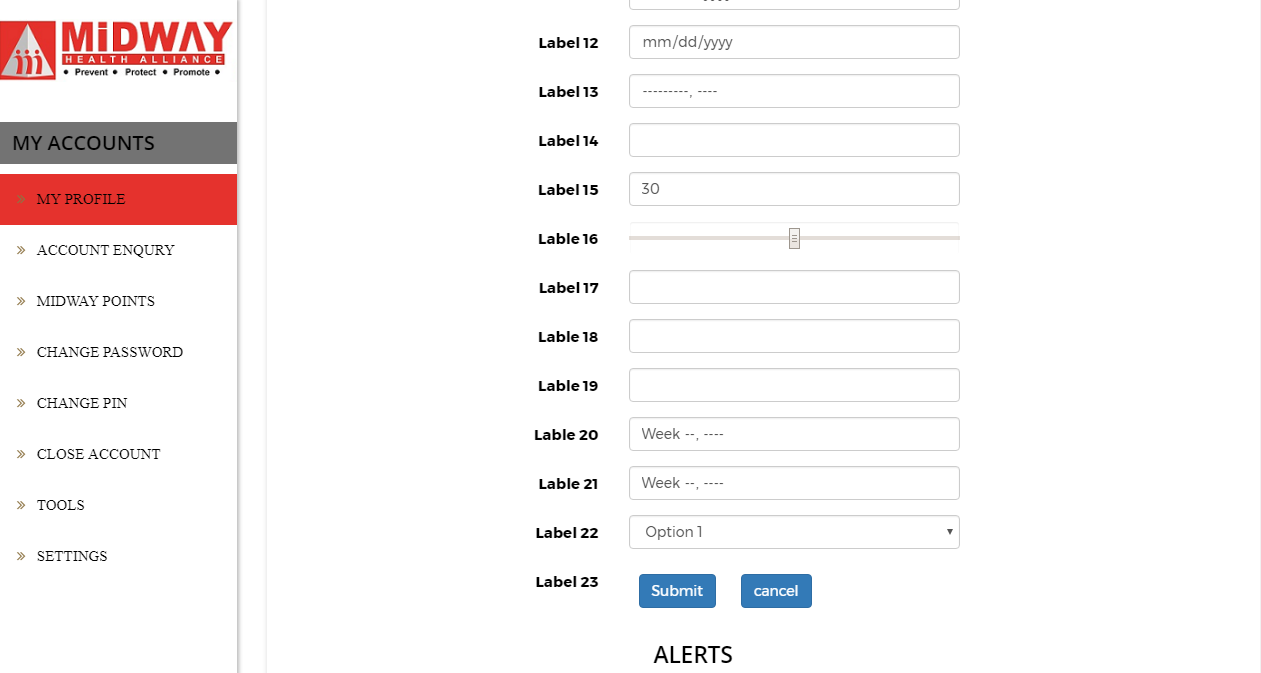 MiDWAY
HEALTH ALLIANCE
• Prevent • Protect • Promote •
MY ACCOUNTS
» MY PROFILE
» ACCOUNT ENQURY
» MIDWAY POINTS
» CHANGE PASSWORD
» CHANGE PIN
» CLOSE ACCOUNT
» TOOLS
» SETTINGS
Label 12 mm/dd/yyyy
Label 13 ---------, ----
Label 14
Label 15 30
Lable 16
Label 17
Lable 18
Lable 19
Lable 20 Week --, ----
Lable 21 Week --, ----
Label 22 Option 1
Label 23 Submit cancel
ALERTS